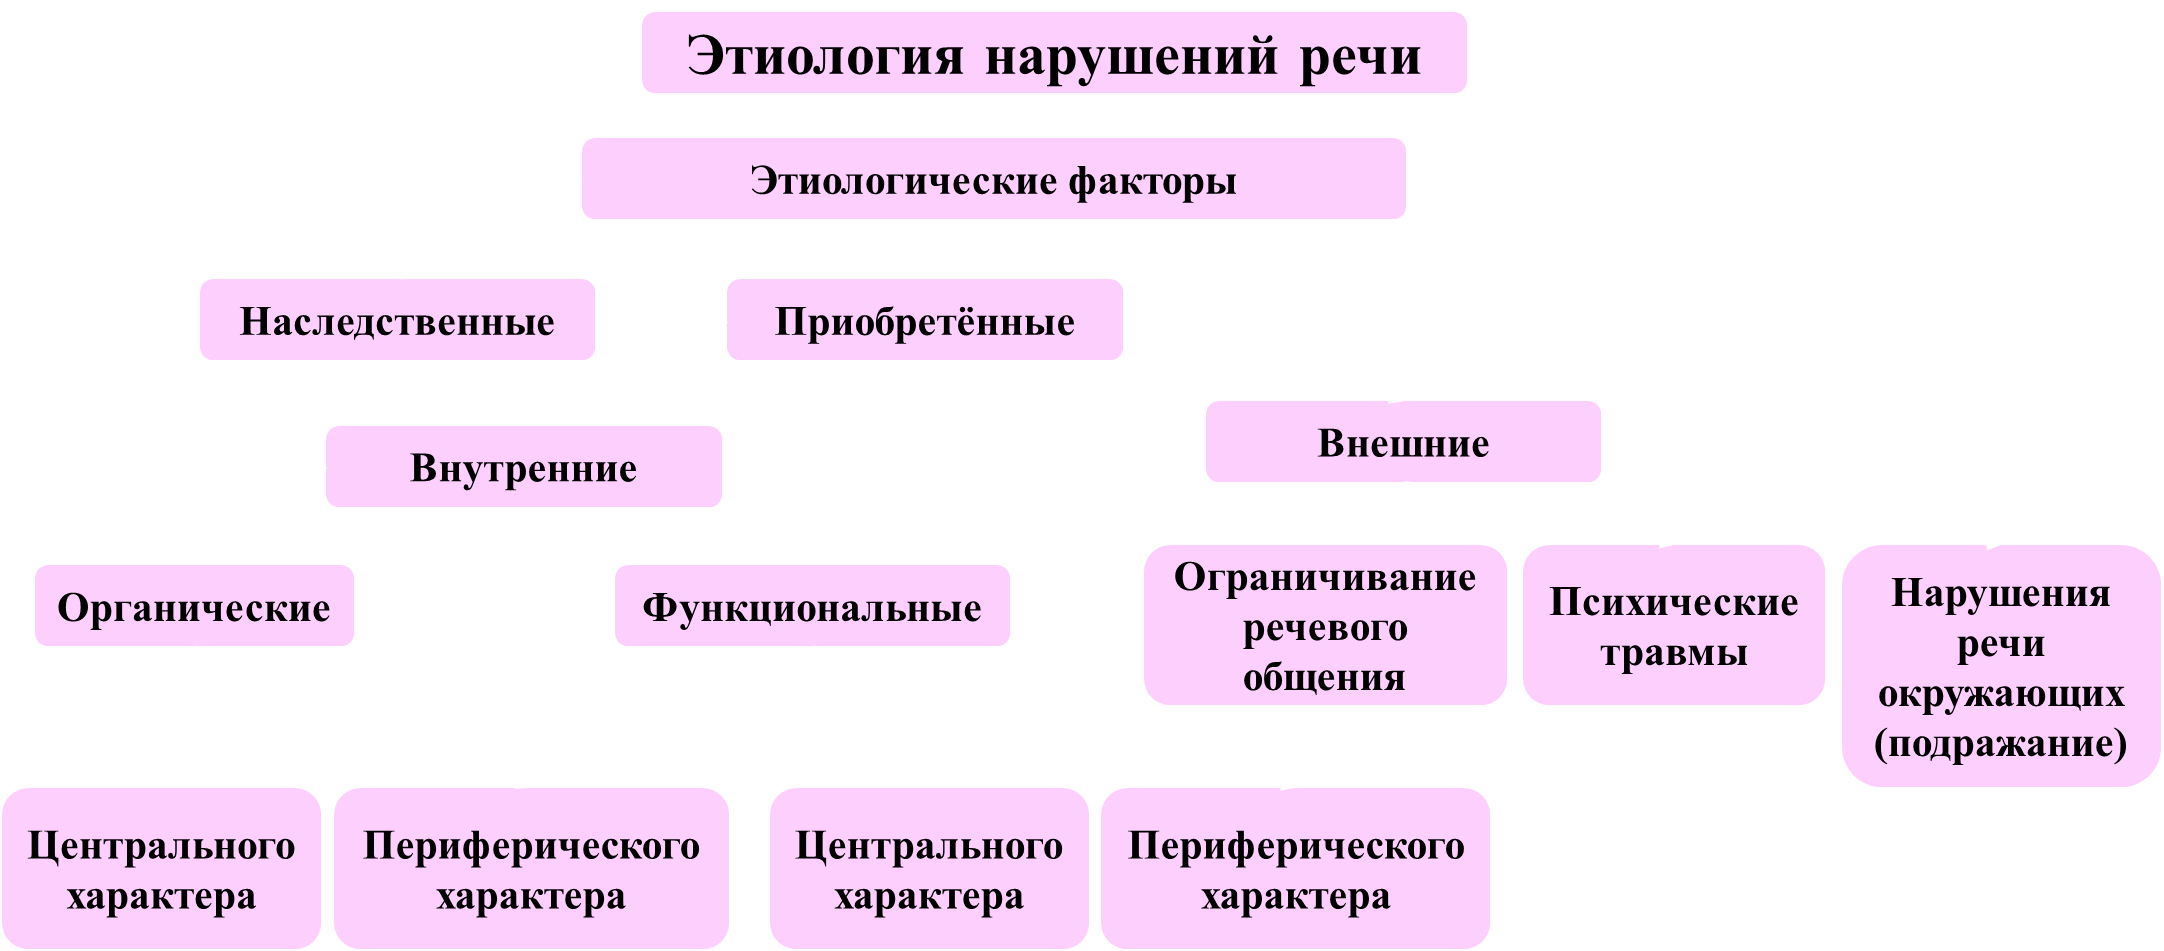 Этиология нарушений речи
Этиологические факторы
Наследственные
Приобретённые
Внутренние
Внешние
Органические
Функциональные
Ограничивание
речевого
общения
Психические
травмы
Нарушения
речи
окружающих
(подражание)
Центрального
характера
Периферического
характера
Центрального
характера
Периферического
характера